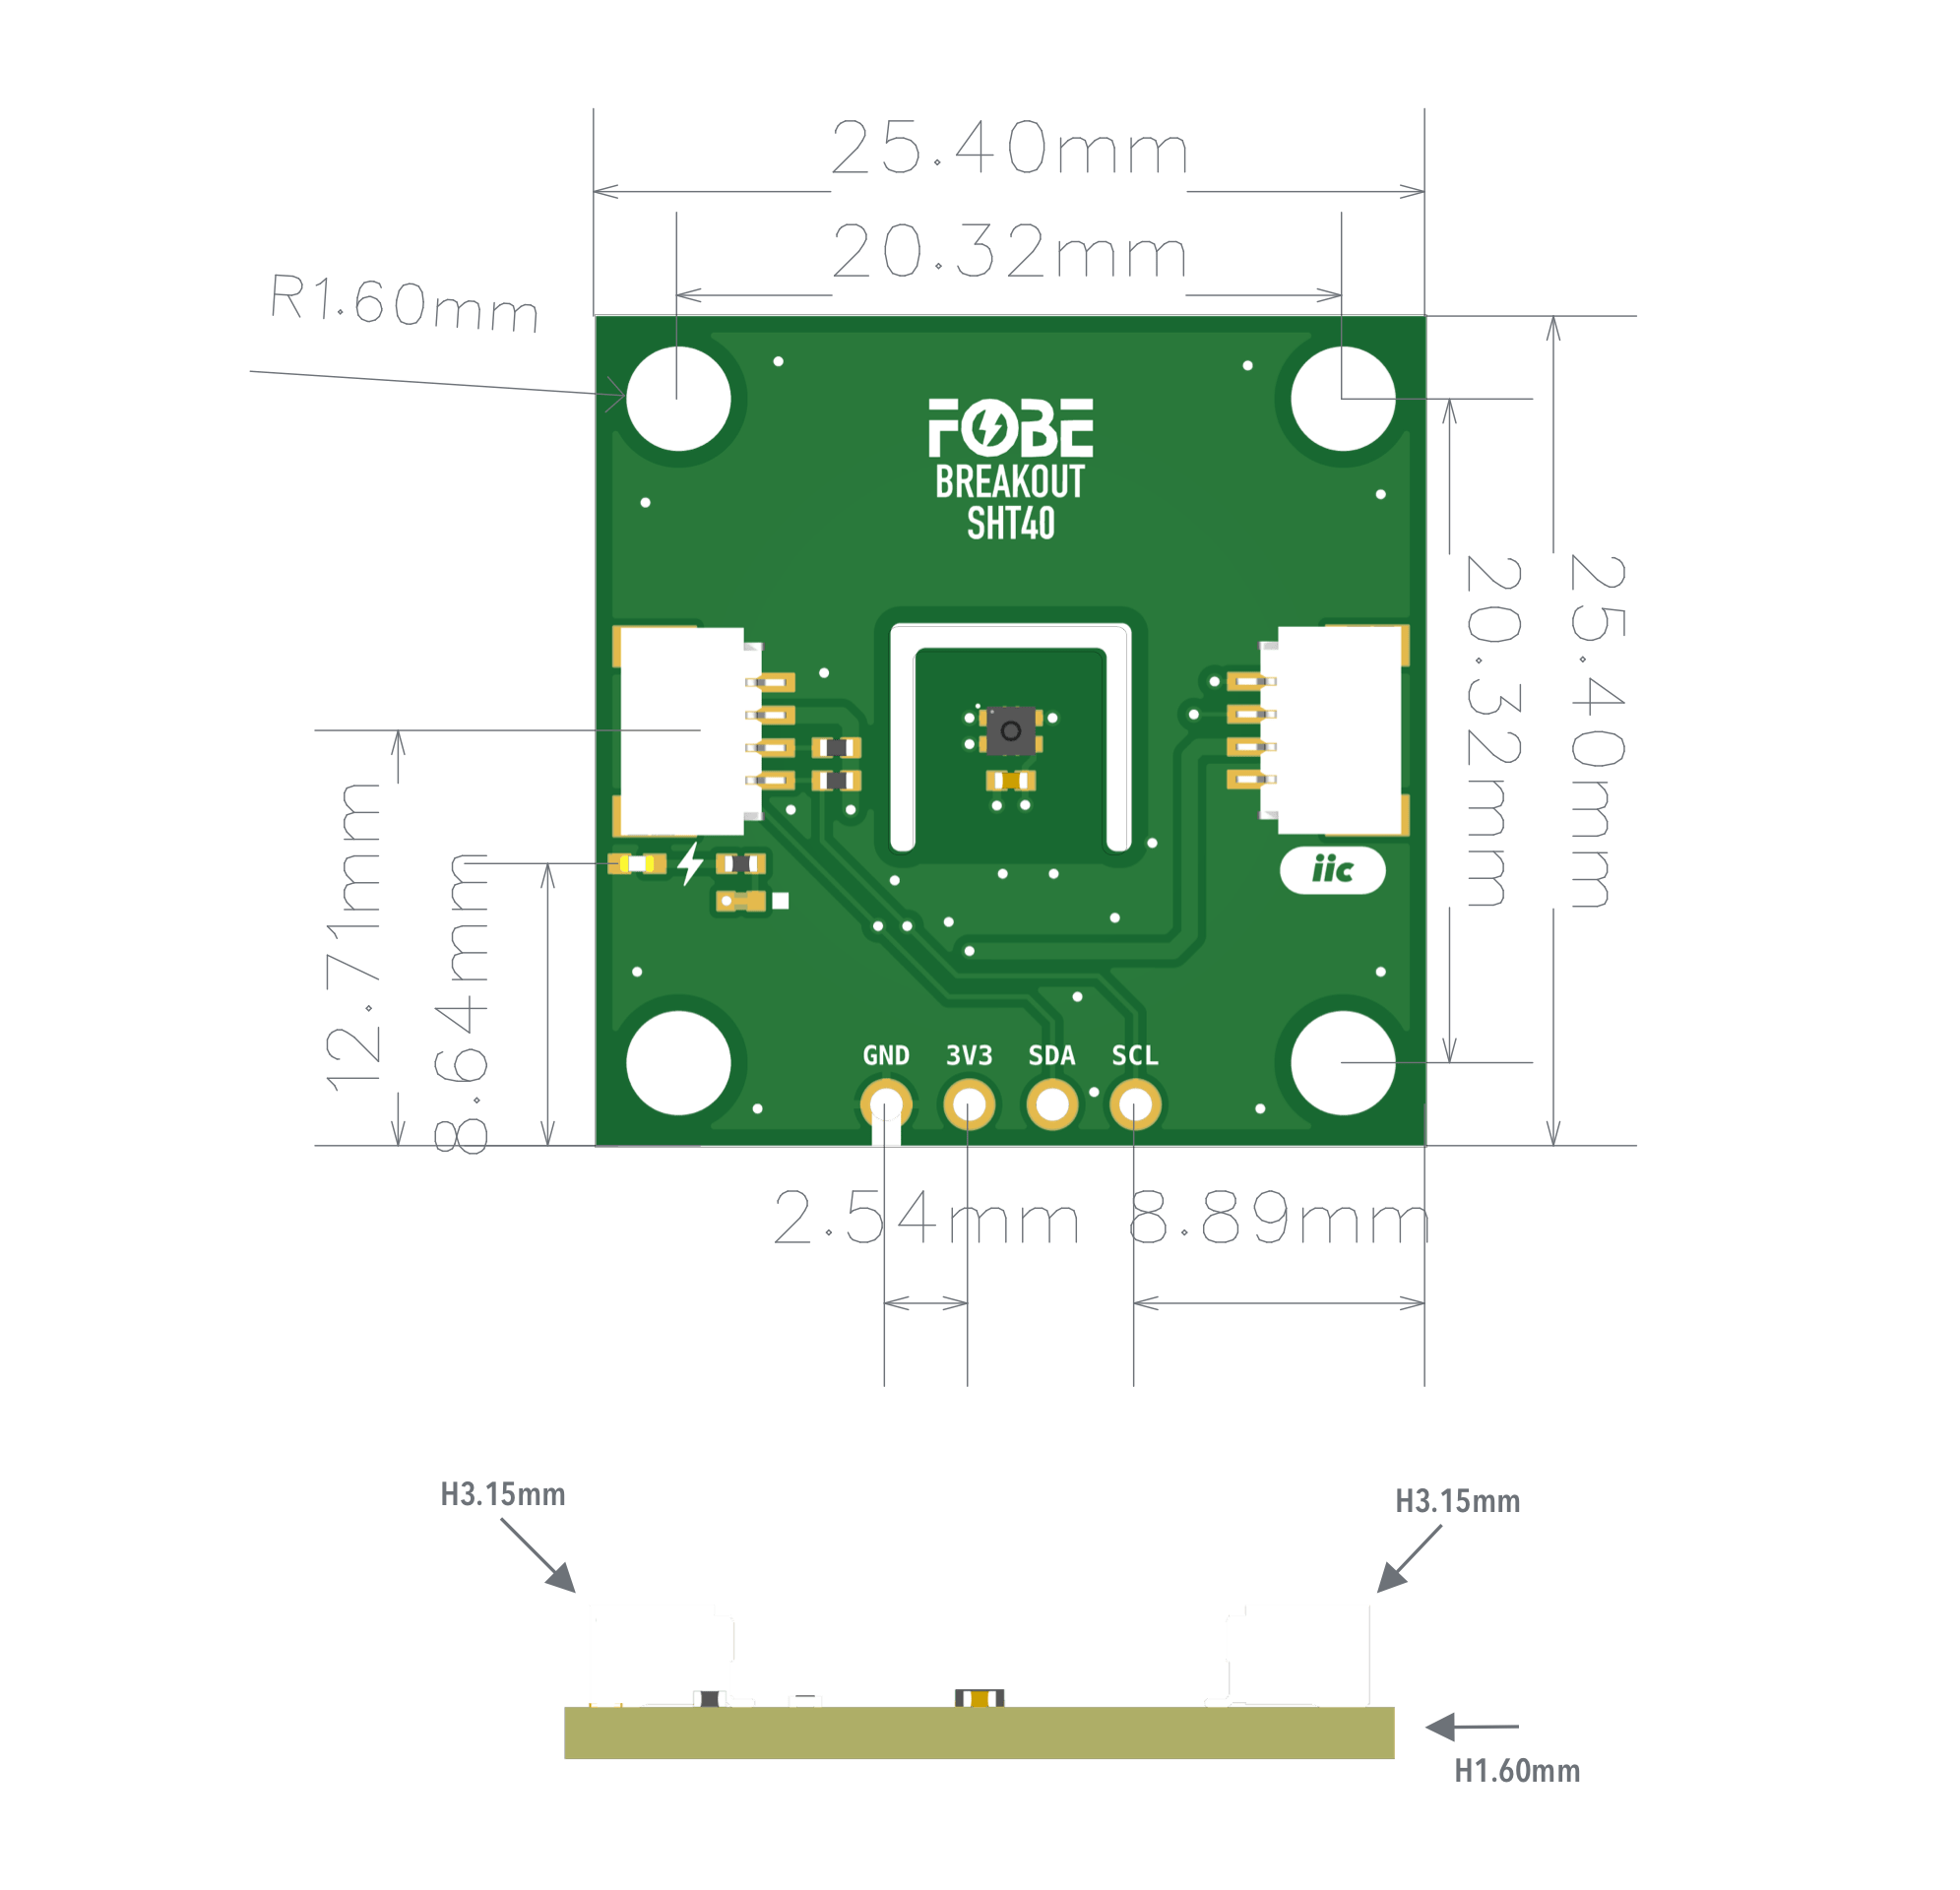 25.40mm
20.32mm
R1.60mm
FOBE
BREAKOUT
SHT40
20.32mm
25.40mm
12.71mm
8.64mm
iic
GND 3V3 SDA SCL
2.54mm 8.89mm
H3.15mm
H3.15mm
H1.60mm